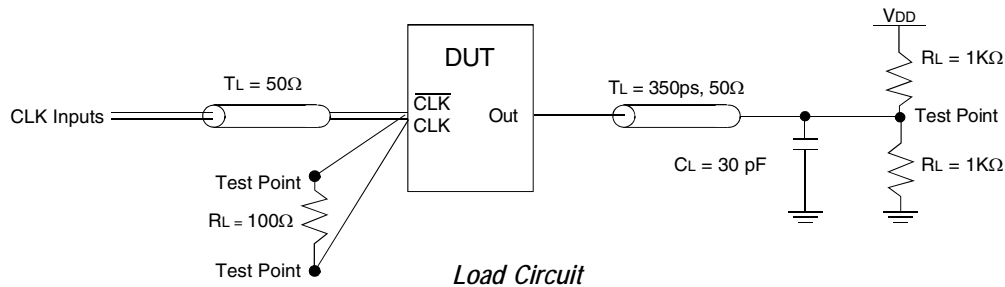 VDD
DUT
RL = 1KΩ
TL = 50Ω
TL = 350ps, 50Ω
CLK Inputs
CLK
CLK
Out
Test Point
CL = 30 pF
RL = 1KΩ
Test Point
RL = 100Ω
Test Point
Load Circuit